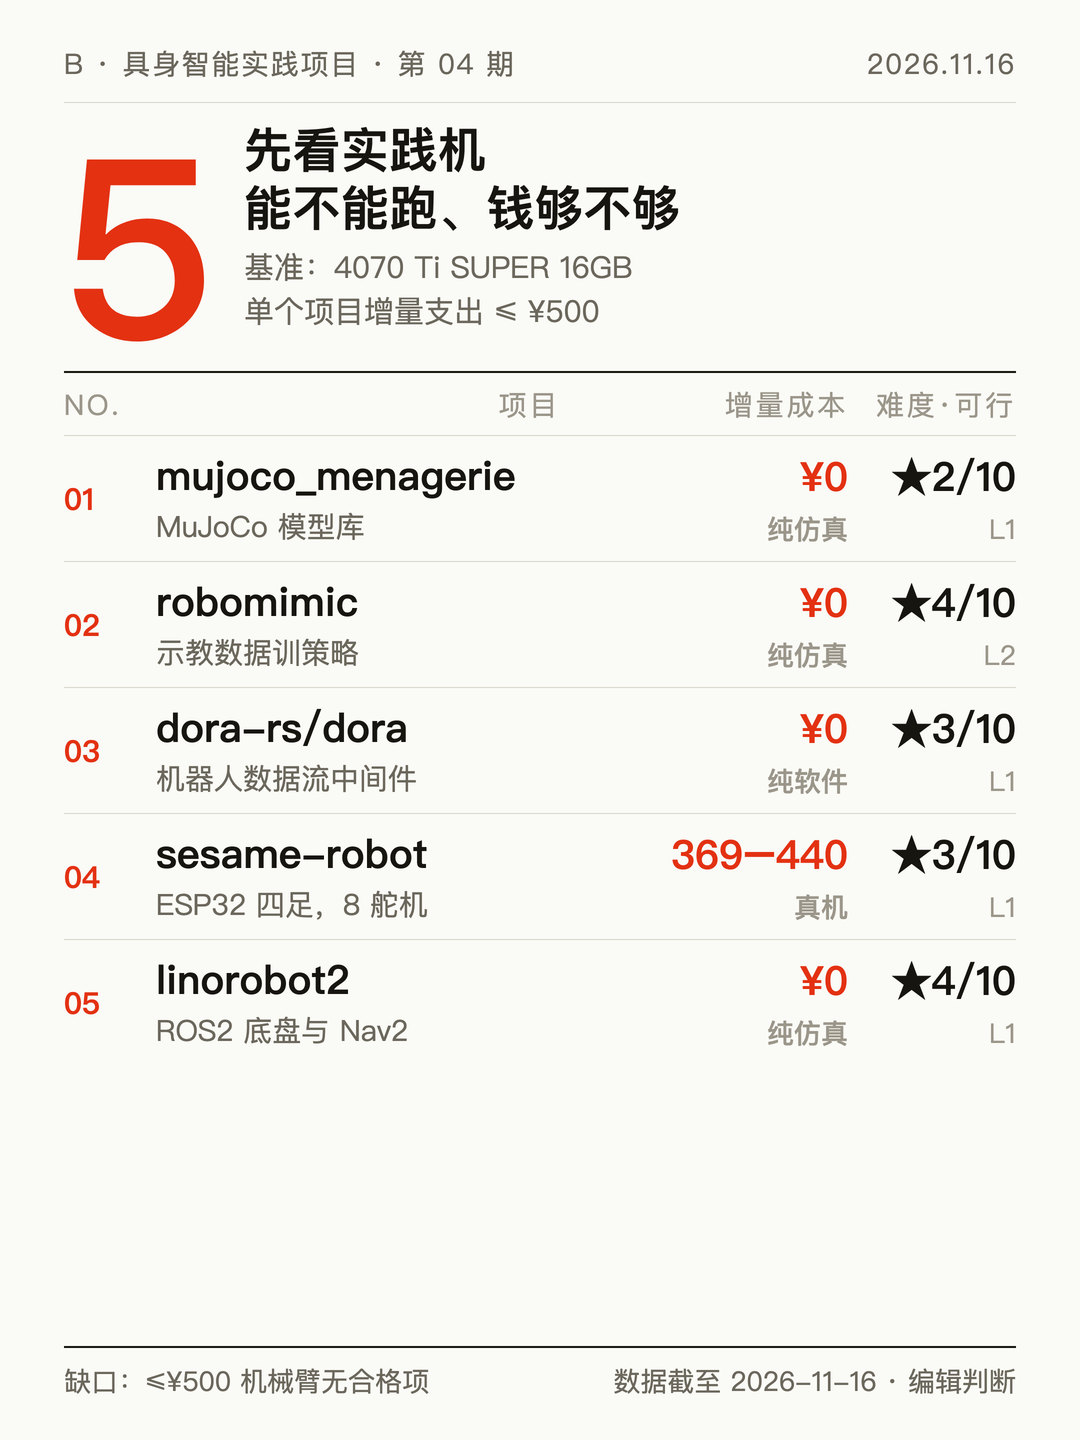 B · 具身智能实践项目 · 第 04 期
2026.11.16
5
先看实践机
能不能跑、钱够不够
基准：4070 Ti SUPER 16GB
单个项目增量支出 ≤ ¥500
NO. 项目 增量成本 难度·可行
01 mujoco_menagerie ¥0 ★2/10
MuJoCo 模型库 纯仿真 L1
02 robomimic ¥0 ★4/10
示教数据训策略 纯仿真 L2
03 dora-rs/dora ¥0 ★3/10
机器人数据流中间件 纯软件 L1
04 sesame-robot 369—440 ★3/10
ESP32 四足，8 舵机 真机 L1
05 linorobot2 ¥0 ★4/10
ROS2 底盘与 Nav2 纯仿真 L1
缺口：≤¥500 机械臂无合格项
数据截至 2026-11-16 · 编辑判断